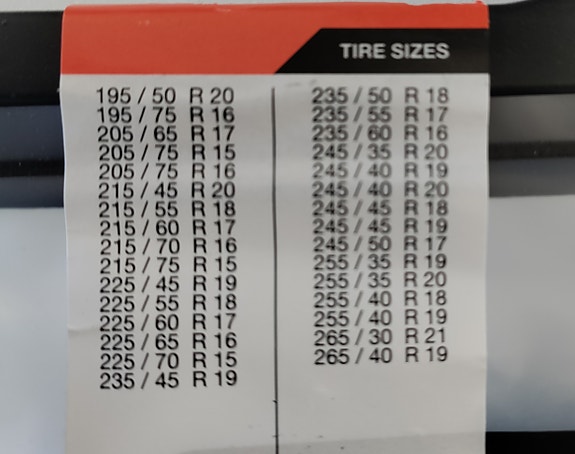 TIRE SIZES
195 / 50 R 20
195 / 75 R 16
205 / 65 R 17
205 / 75 R 15
205 / 75 R 16
215 / 45 R 20
215 / 55 R 18
215 / 60 R 17
215 / 70 R 16
215 / 75 R 15
225 / 45 R 19
225 / 55 R 18
225 / 60 R 17
225 / 65 R 16
225 / 70 R 15
235 / 45 R 19
235 / 50 R 18
235 / 55 R 17
235 / 60 R 16
245 / 35 R 20
245 / 40 R 19
245 / 40 R 20
245 / 45 R 18
245 / 45 R 19
245 / 50 R 17
255 / 35 R 19
255 / 35 R 20
255 / 40 R 18
255 / 40 R 19
265 / 30 R 21
265 / 40 R 19